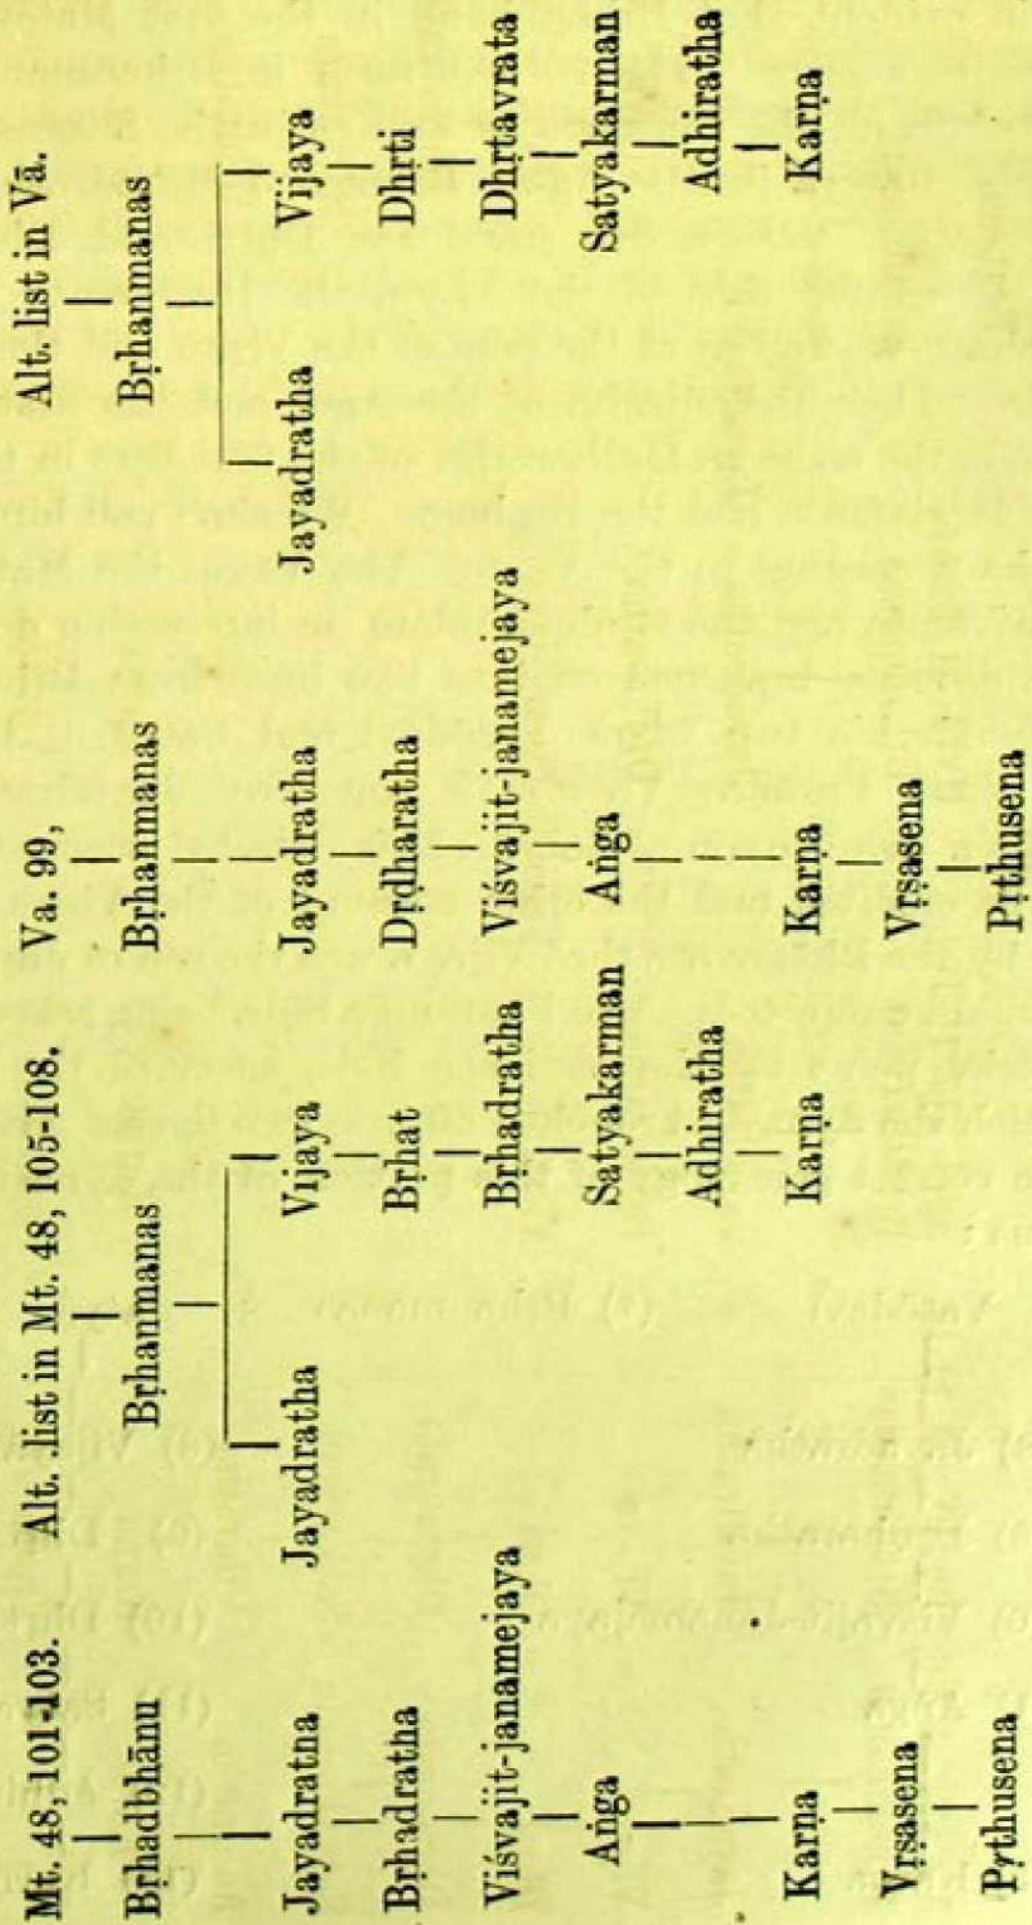 Mt. 48, 101-103.
Bṛhadbhānu
Jayadratna
Bṛhadratha
Viśvajit-janamejaya
Aṅga
Karṇa
Vṛṣasena
Pṛthusena
Alt. list in Mt. 48, 105-108.
Bṛhanmanas
Jayadratha
Vijaya
Bṛhat
Bṛhadratha
Satyakarman
Adhiratha
Karṇa
Va. 99,
Bṛhanmanas
Jayadratha
Dṛḍharatha
Viśvajit-janamejaya
Aṅga
Karṇa
Vṛṣasena
Pṛthusena
Alt. list in Vā.
Bṛhanmanas
Jayadratha
Vijaya
Dhṛti
Dhṛtavrata
Satyakarman
Adhiratha
Karṇa